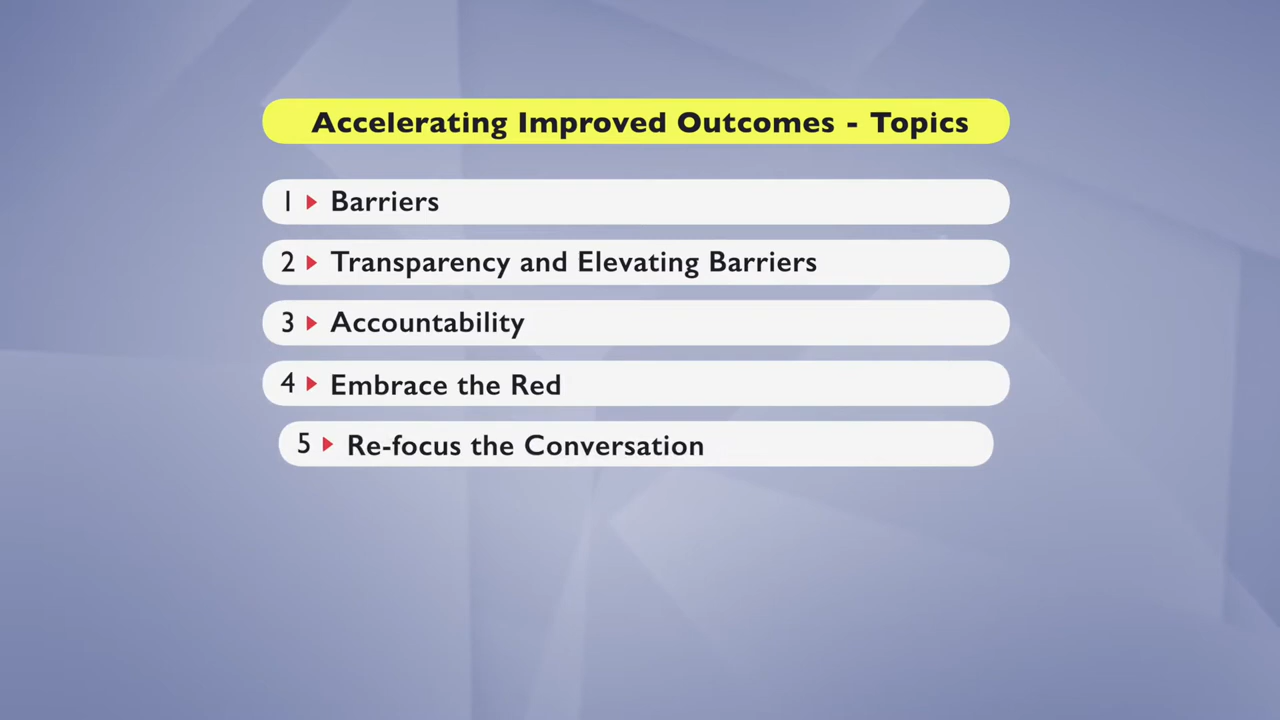 Accelerating Improved Outcomes - Topics
1 Barriers
2 Transparency and Elevating Barriers
3 Accountability
4 Embrace the Red
5 Re-focus the Conversation